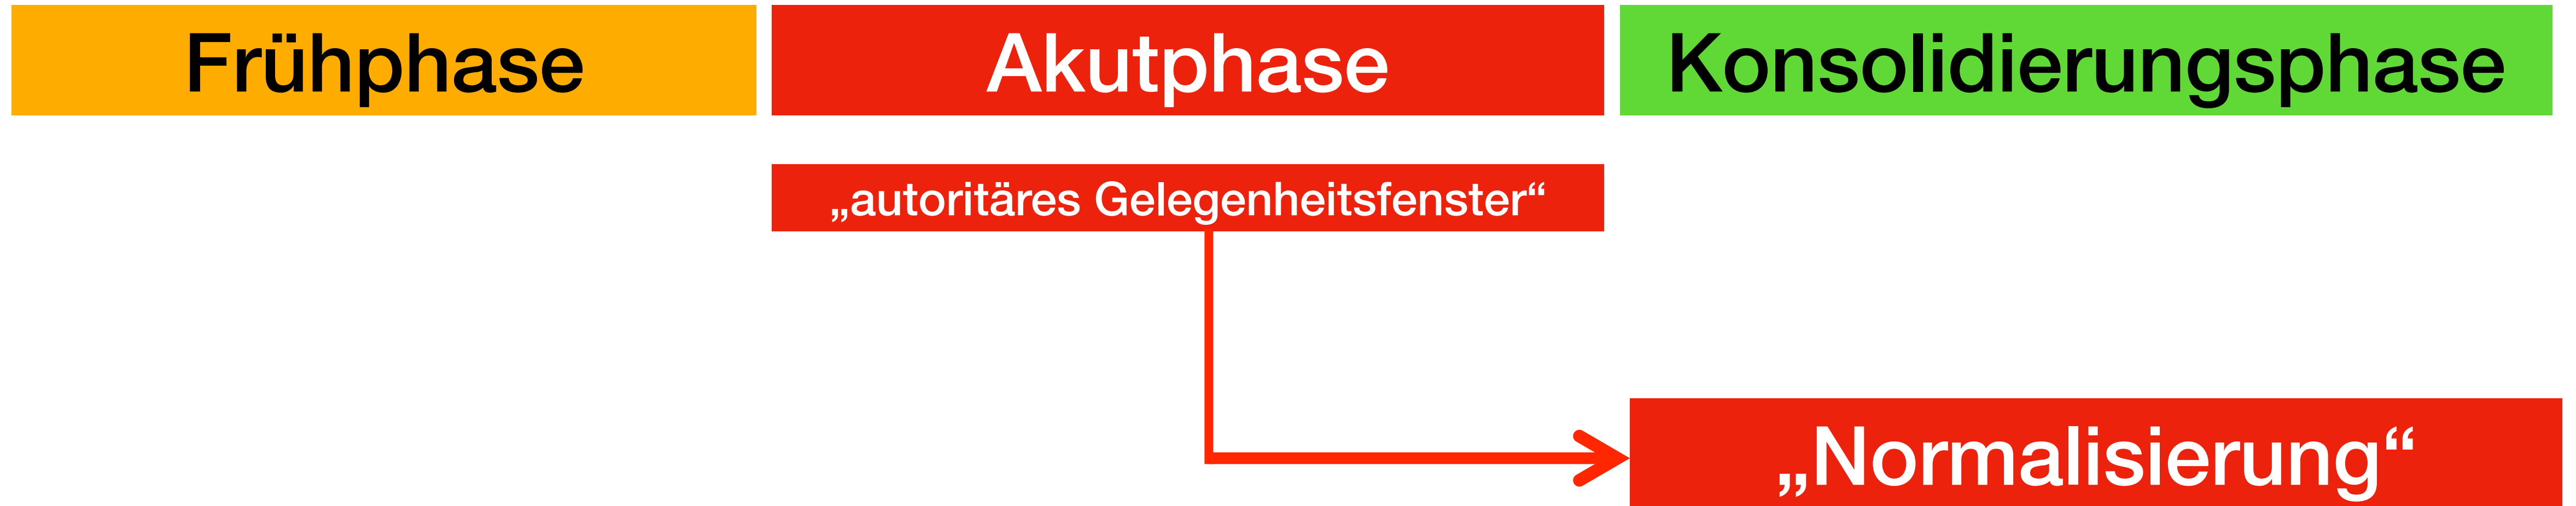 Frühphase
Akutphase
Konsolidierungsphase
„autoritäres Gelegenheitsfenster“
„Normalisierung“